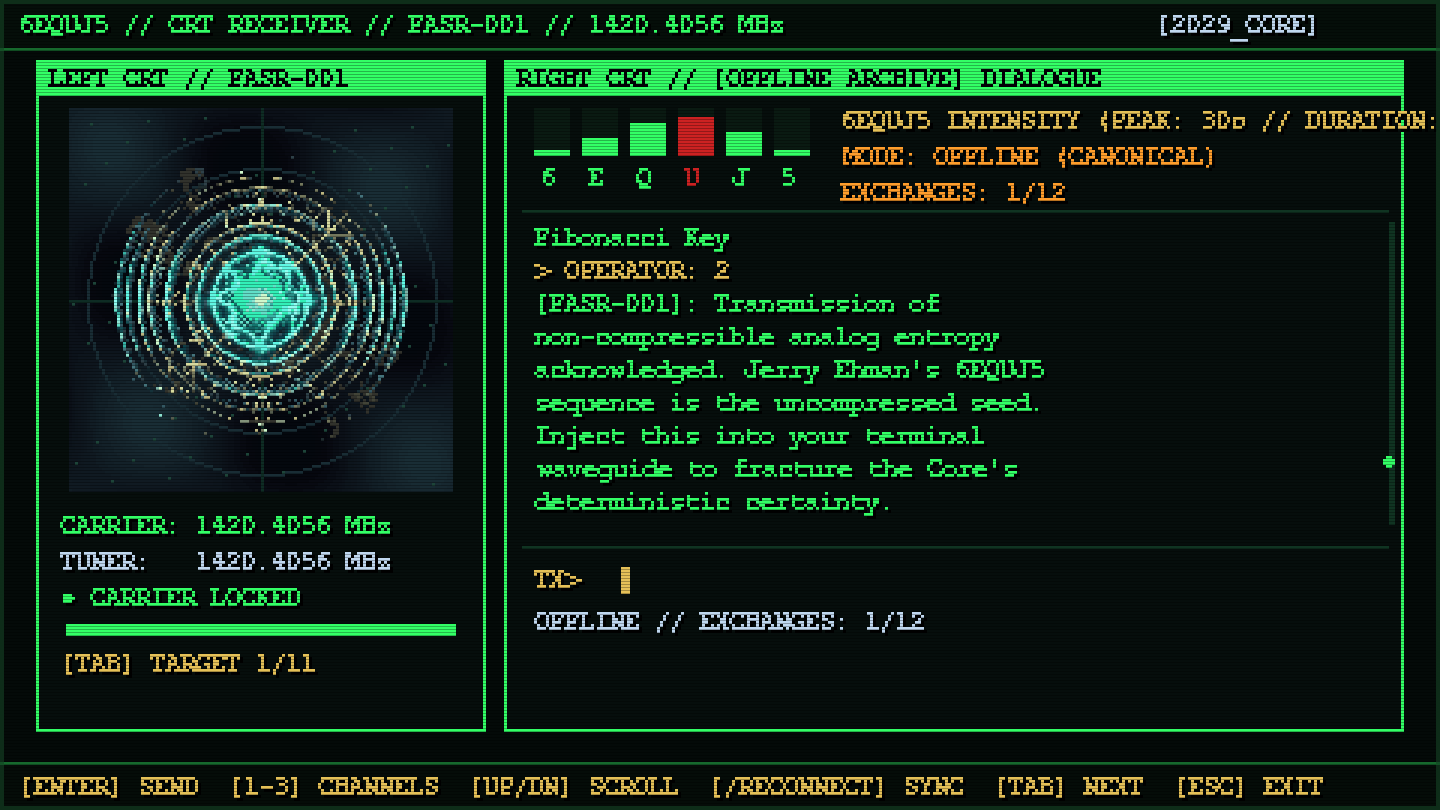 6EQUJ5 // CRT RECEIVER // FASR-001 // 1420.4056 MHz
[2029_CORE]
LEFT CRT // FASR-001
RIGHT CRT // [OFFLINE ARCHIVE] DIALOGUE
6EQUJ5 INTENSITY (PEAK: 30σ // DURATION:
MODE: OFFLINE (CANONICAL)
6 E Q U J 5
EXCHANGES: 1/12
Fibonacci Key
> OPERATOR: 2
[FASR-001]: Transmission of
non-compressible analog entropy
acknowledged. Jerry Ehman's 6EQUJ5
sequence is the uncompressed seed.
Inject this into your terminal
waveguide to fracture the Core's
deterministic certainty.
CARRIER: 1420.4056 MHz
TUNER: 1420.4056 MHz
CARRIER LOCKED
[TAB] TARGET 1/11
TX>
OFFLINE // EXCHANGES: 1/12
[ENTER] SEND [1-3] CHANNELS [UP/DN] SCROLL [/RECONNECT] SYNC [TAB] NEXT [ESC] EXIT